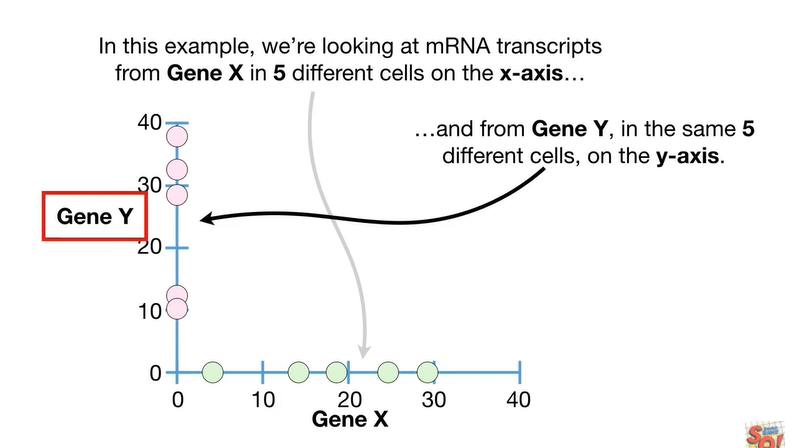 In this example, we're looking at mRNA transcripts
from Gene X in 5 different cells on the x-axis…
…and from Gene Y, in the same 5
different cells, on the y-axis.
40
30
Gene Y
20
10
0
0 10 20 30 40
Gene X
SQ!